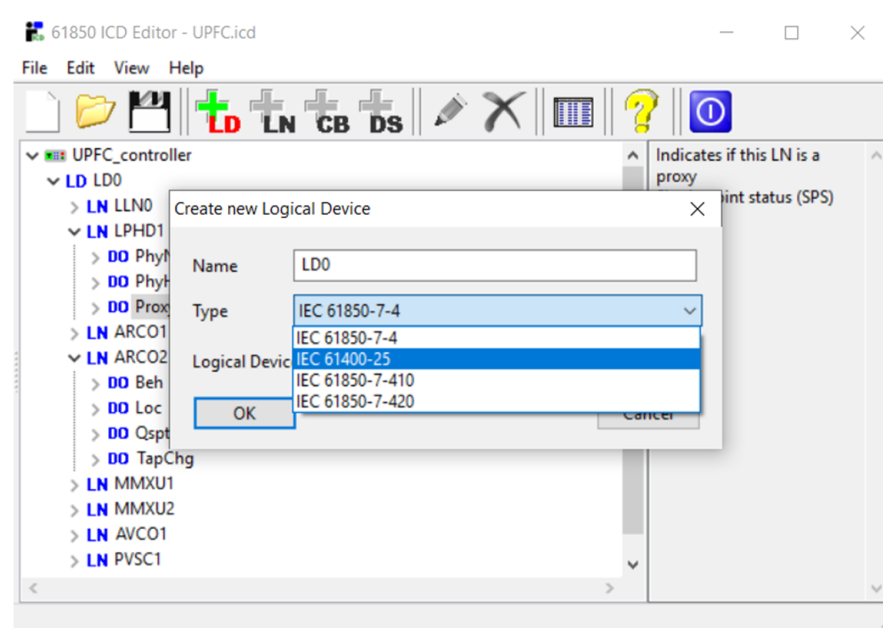 61850 ICD Editor - UPFC.icd
File Edit View Help
LD LN CB DS
UPFC_controller
LD LD0
LN LLN0
LN LPHD1
DO
DO
DO
LN ARCO1
LN ARCO2
DO Beh
DO Loc
DO
DO TapChg
LN MMXU1
LN MMXU2
LN AVCO1
LN PVSC1
Create new Logical Device
Name LD0
Type IEC 61850-7-4
IEC 61850-7-4
Logical IEC 61400-25
IEC 61850-7-410
IEC 61850-7-420
OK Cancel
Indicates if this LN is a
proxy
status (SPS)